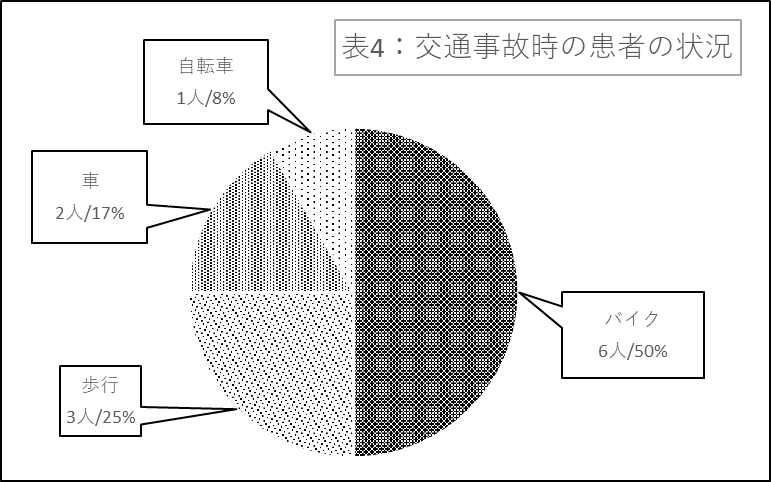 表4：交通事故時の患者の状況
自転車
1人/8%
車
2人/17%
バイク
6人/50%
歩行
3人/25%